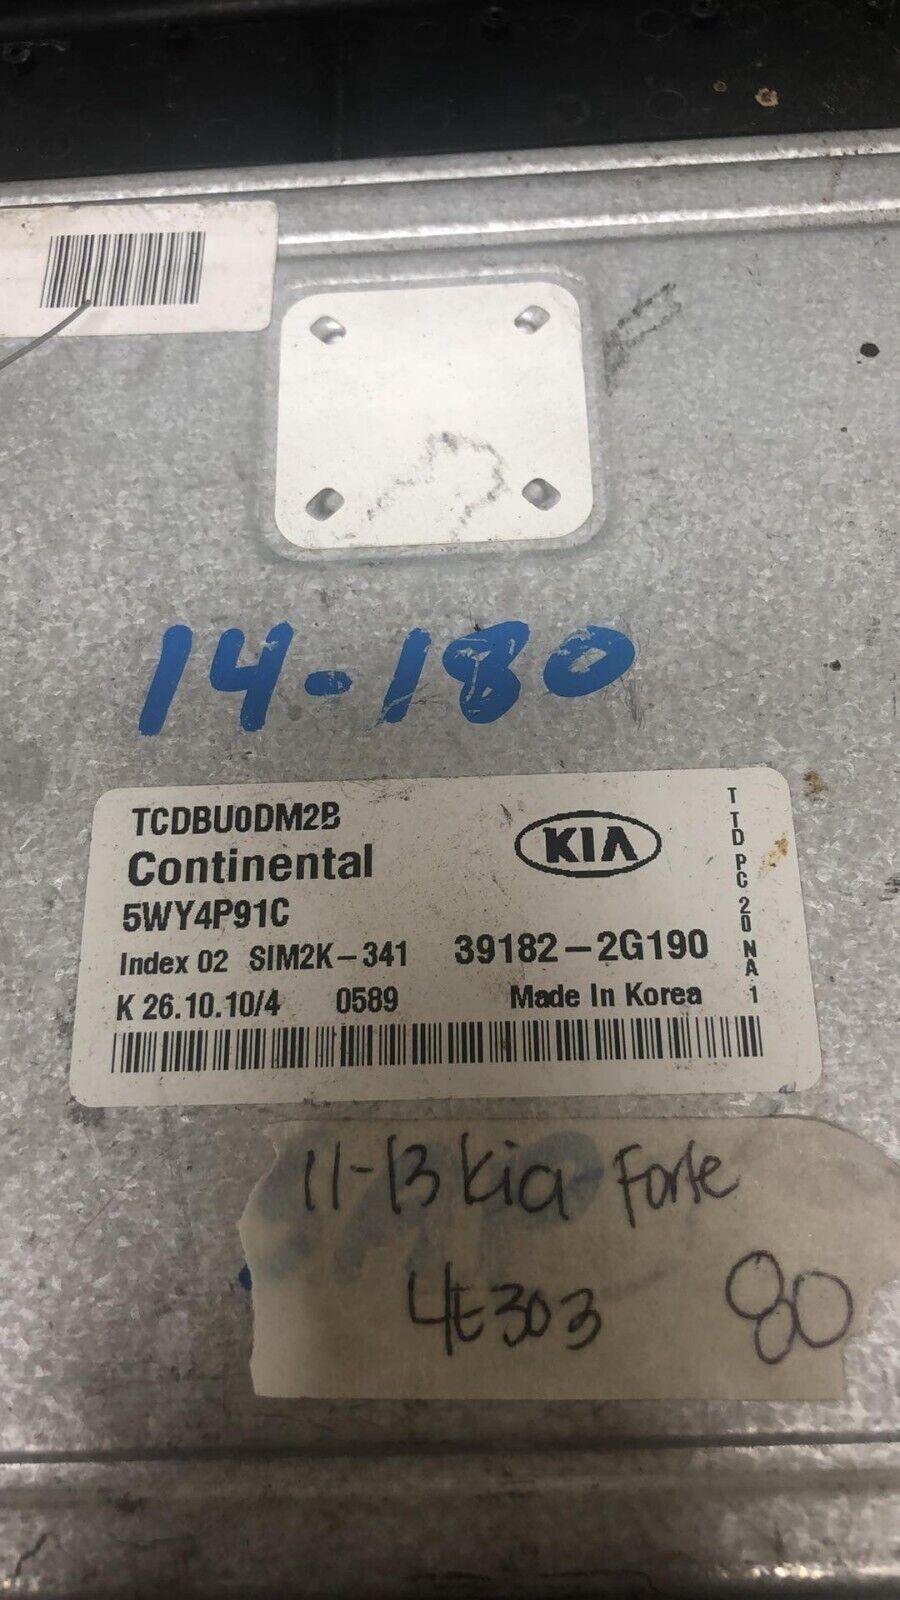 14-180
TCDBU0DM2B
Continental
KIA
5WY4P91C
Index 02 SIM2K-341 39182-2G190
K 26.10.10/4 0589 Made In Korea
TTD PC 20 NA 1
11-13 Kia Forte
4E303 80